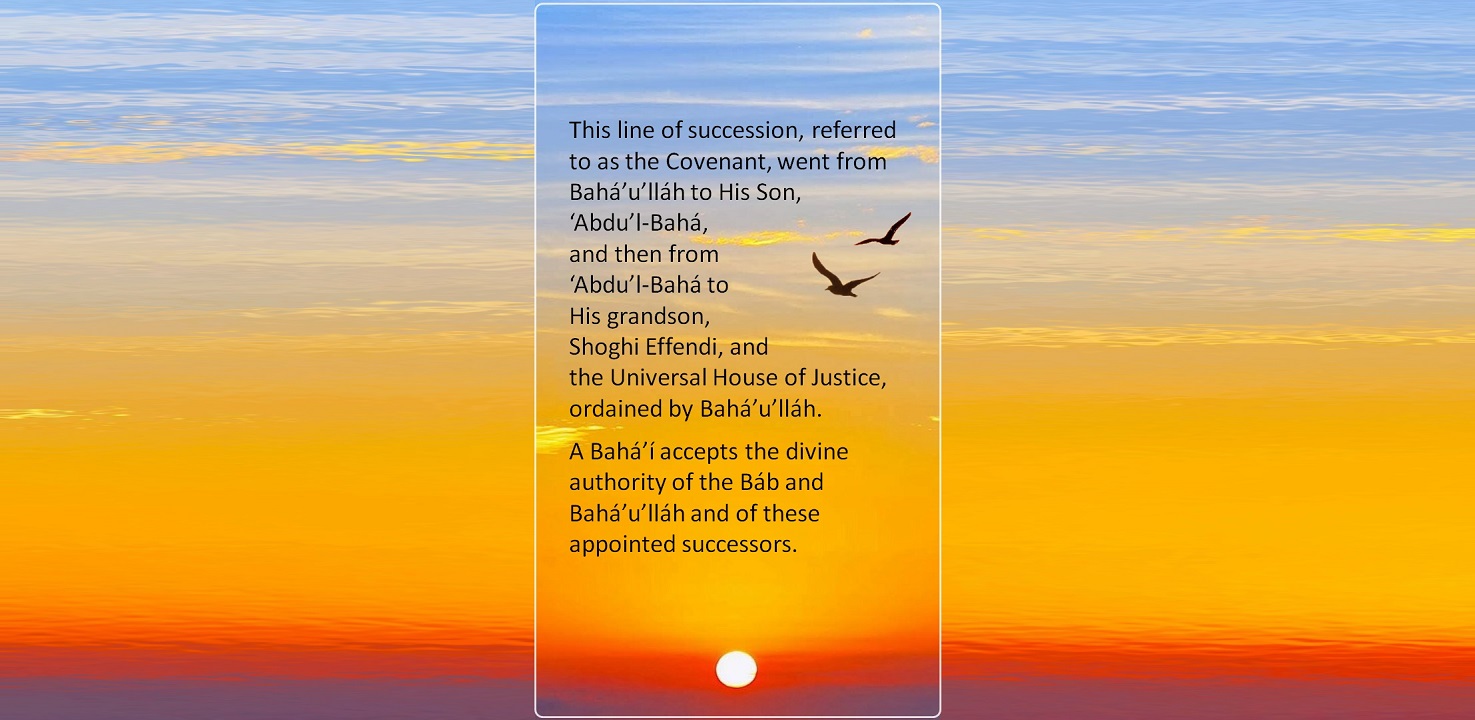 This line of succession, referred
to as the Covenant, went from
Bahá’u’lláh to His Son,
‘Abdu’l-Bahá,
and then from
‘Abdu’l-Bahá to
His grandson,
Shoghi Effendi, and
the Universal House of Justice,
ordained by Bahá’u’lláh.
A Bahá’í accepts the divine
authority of the Báb and
Bahá’u’lláh and of these
appointed successors.